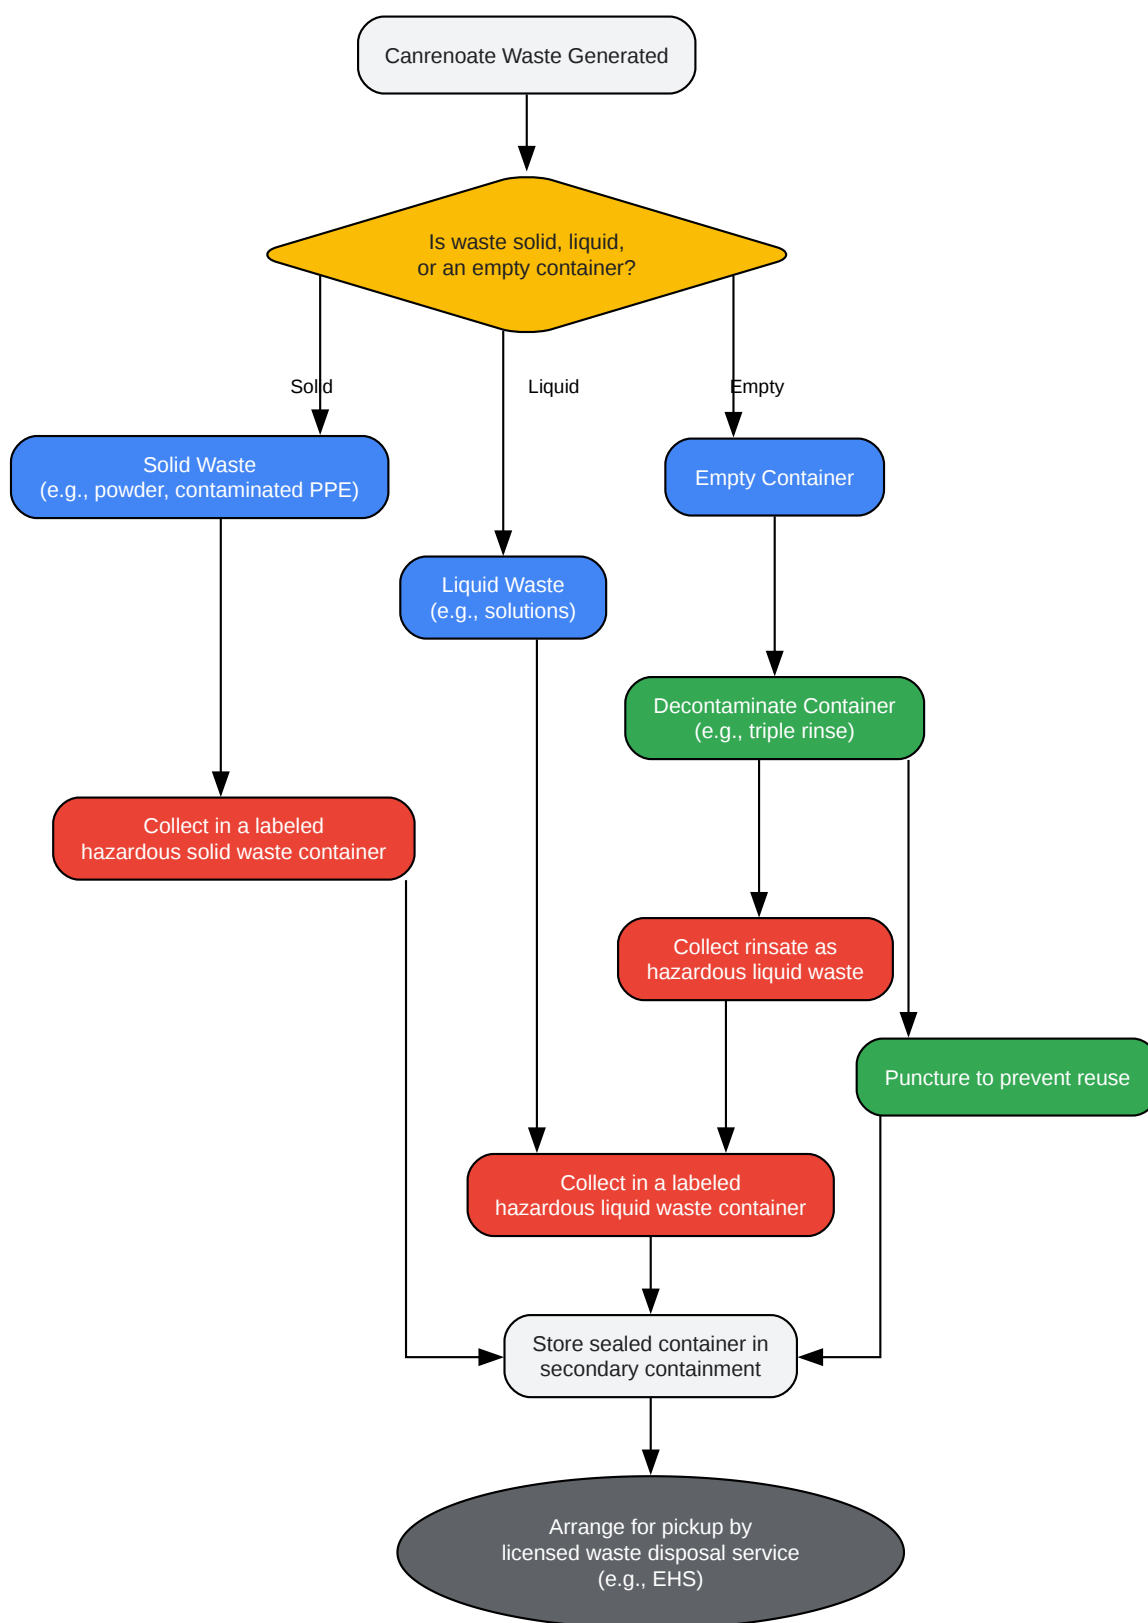 Canrenoate Waste Generated
Is waste solid, liquid,
or an empty container?
Solid
Liquid
Empty
Solid Waste
(e.g., powder, contaminated PPE)
Empty Container
Liquid Waste
(e.g., solutions)
Decontaminate Container
(e.g., triple rinse)
Collect in a labeled
hazardous solid waste container
Collect rinsate as
hazardous liquid waste
Puncture to prevent reuse
Collect in a labeled
hazardous liquid waste container
Store sealed container in
secondary containment
Arrange for pickup by
licensed waste disposal service
(e.g., EHS)